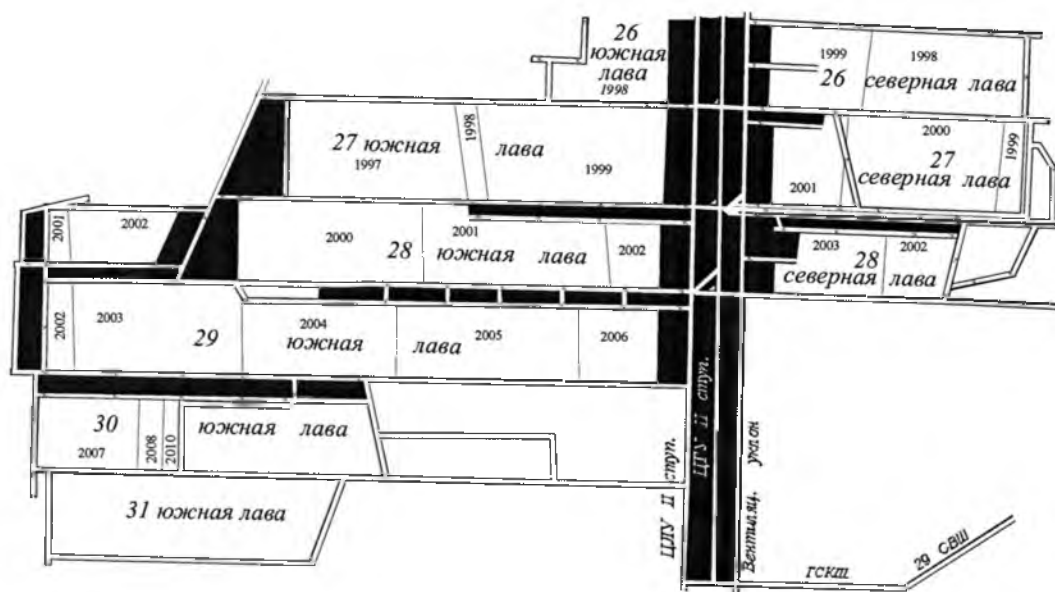 26
южная
лава
1998
1999
1998
26 северная лава
27 южная лава
1997
1998
1999
2000
27
северная лава
1999
2001
2001
2002
2000
2001
28 южная лава
2002
2003
2002
28
северная лава
2002
2003
29
2004
южная лава
2005
2006
30
2007
2008
2010
южная лава
31 южная лава
ЦЛУ II ступ.
ЦГУ II ступ.
Вентиляц. уклон
гскт
29 СВШ